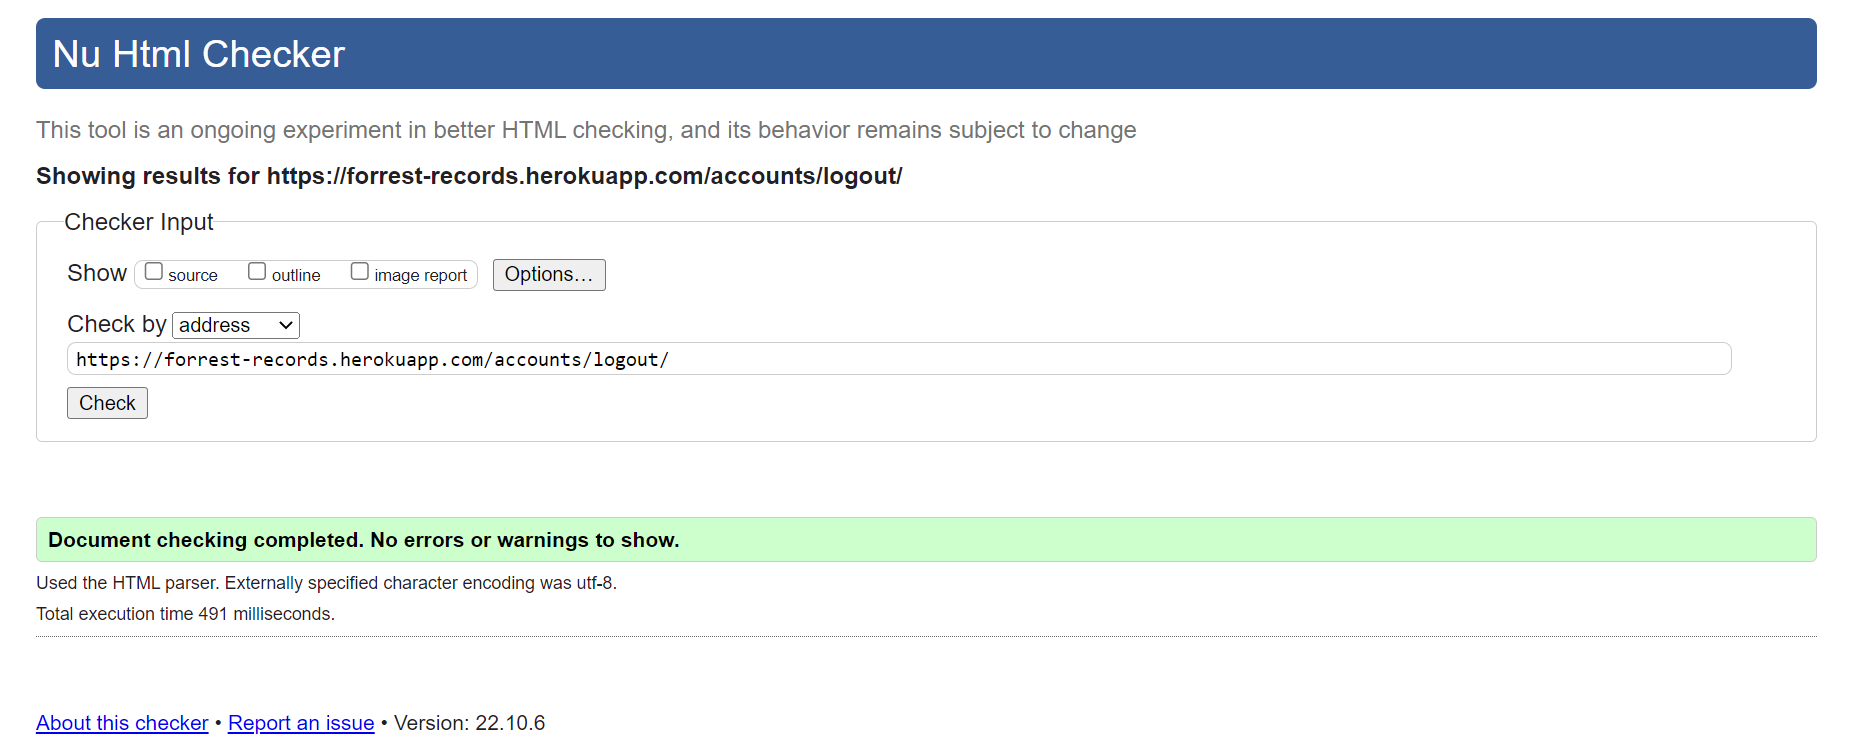 Nu Html Checker
This tool is an ongoing experiment in better HTML checking, and its behavior remains subject to change
Showing results for https://forrest-records.herokuapp.com/accounts/logout/
Checker Input
Show source outline image report Options…
Check by address
https://forrest-records.herokuapp.com/accounts/logout/
Check
Document checking completed. No errors or warnings to show.
Used the HTML parser. Externally specified character encoding was utf-8.
Total execution time 491 milliseconds.
About this checker • Report an issue • Version: 22.10.6